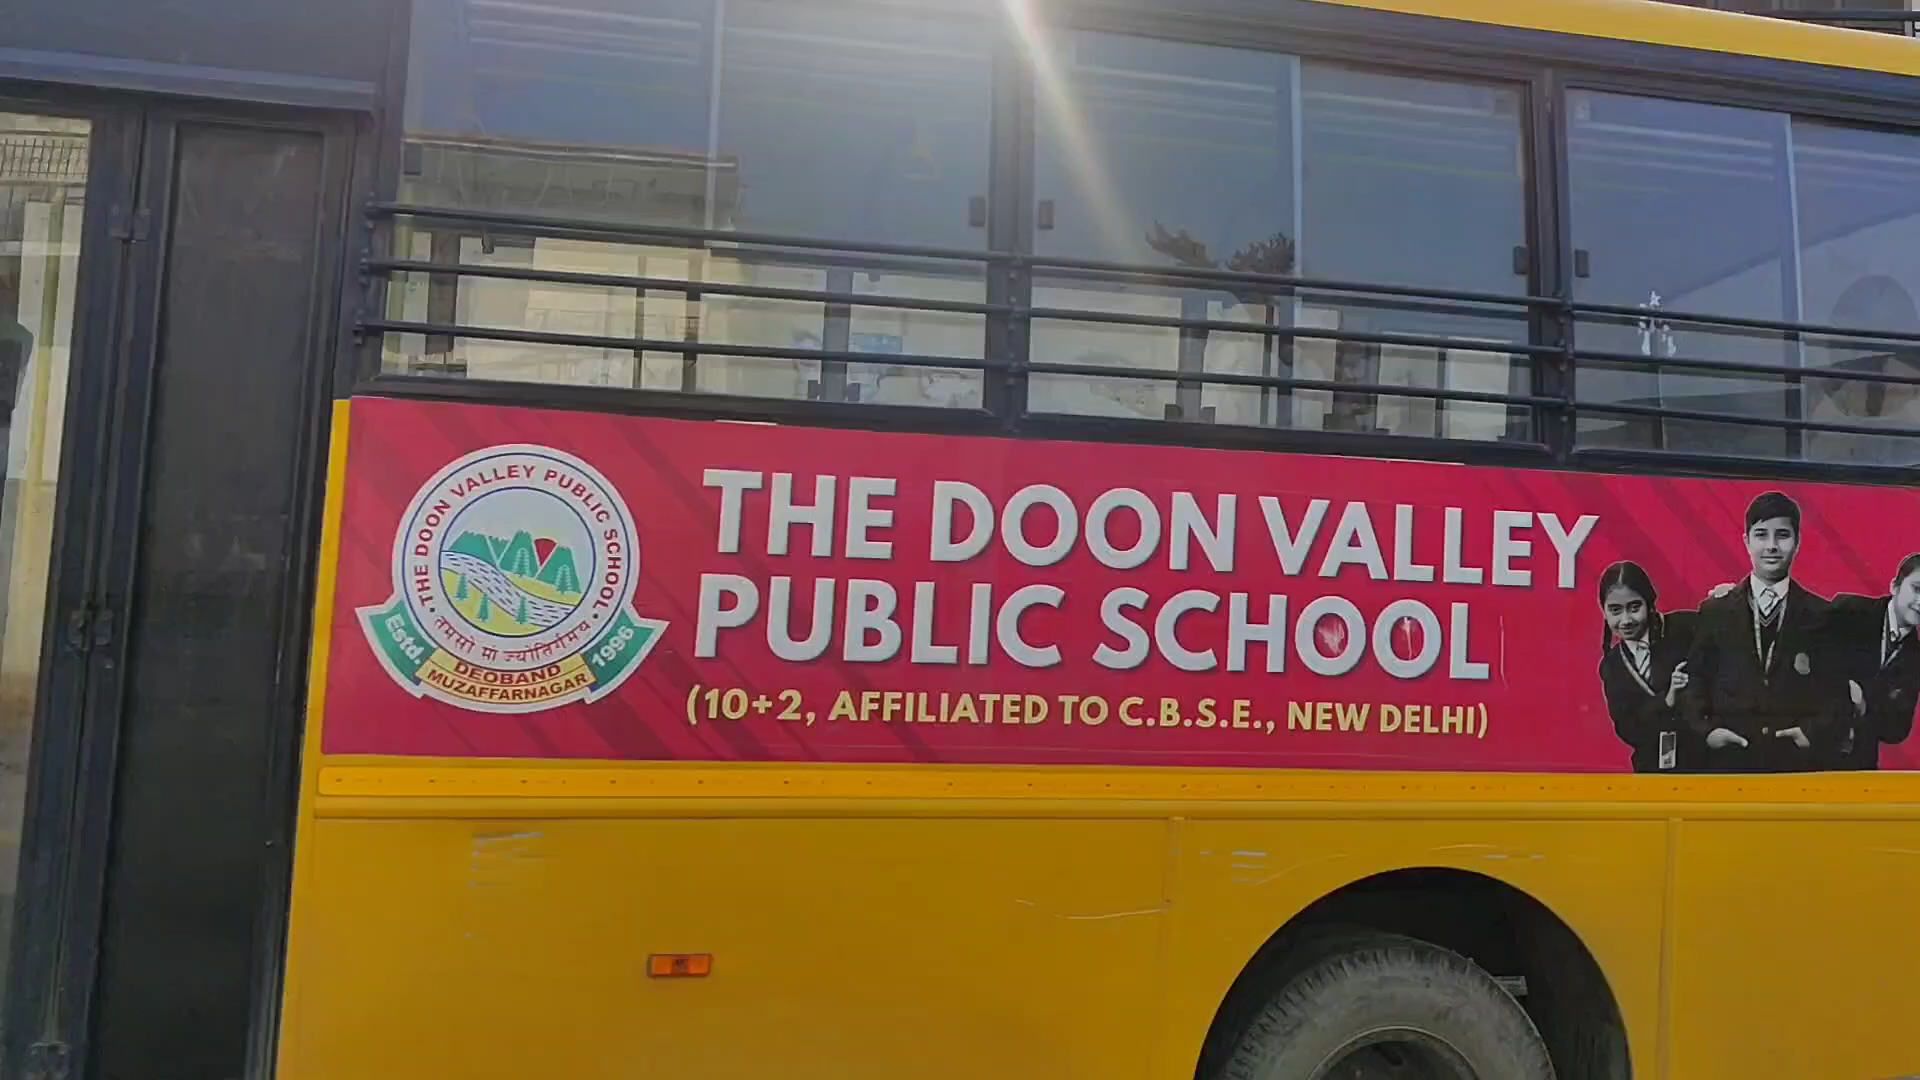 THE DOON VALLEY PUBLIC SCHOOL
तमसो मां ज्योतिर्गमय
Estd. 1996
DEOBAND
MUZAFFARNAGAR
THE DOON VALLEY
PUBLIC SCHOOL
(10+2, AFFILIATED TO C.B.S.E., NEW DELHI)